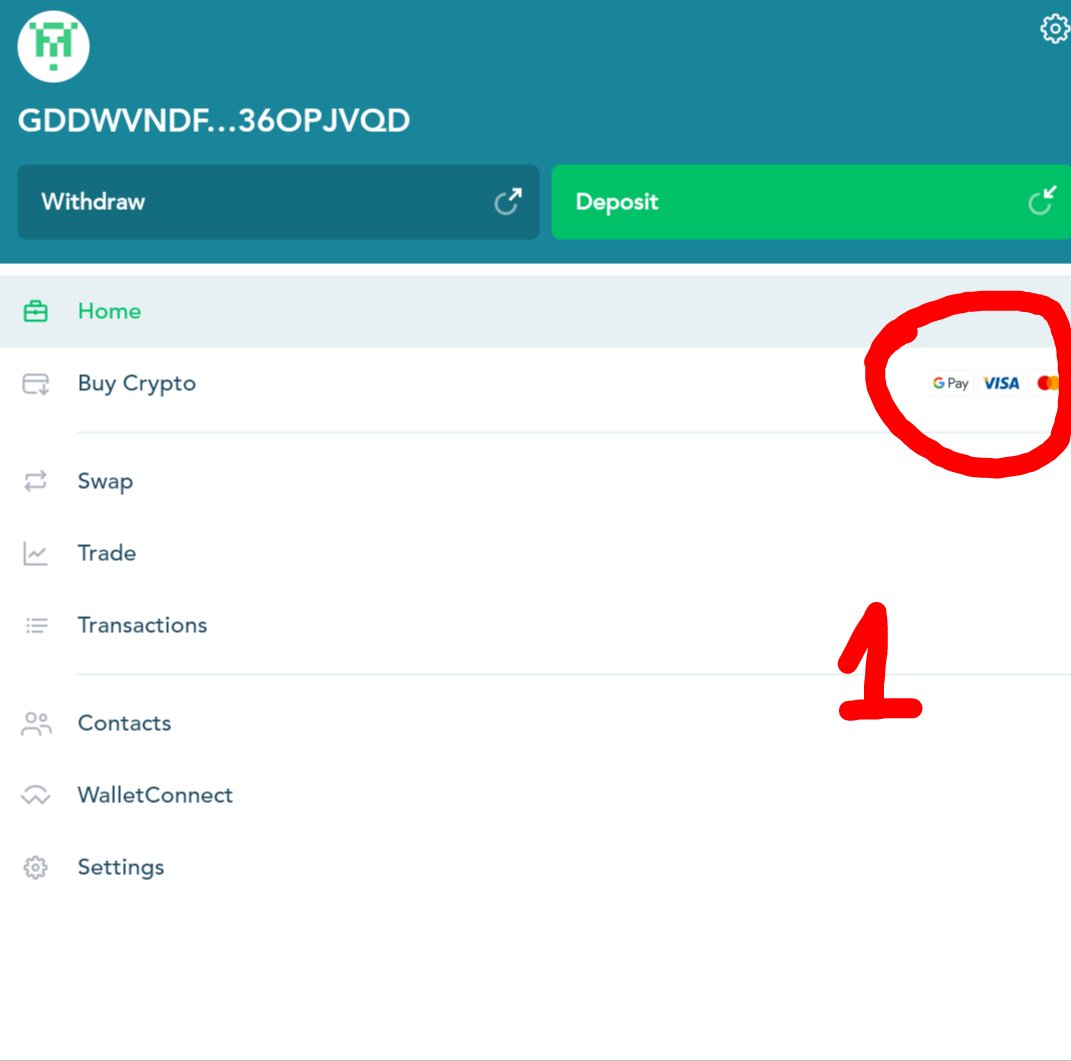 GDDWVNDF...36OPJVQD
Withdraw
Deposit
Home
Buy Crypto
G Pay VISA
Swap
Trade
Transactions
1
Contacts
WalletConnect
Settings